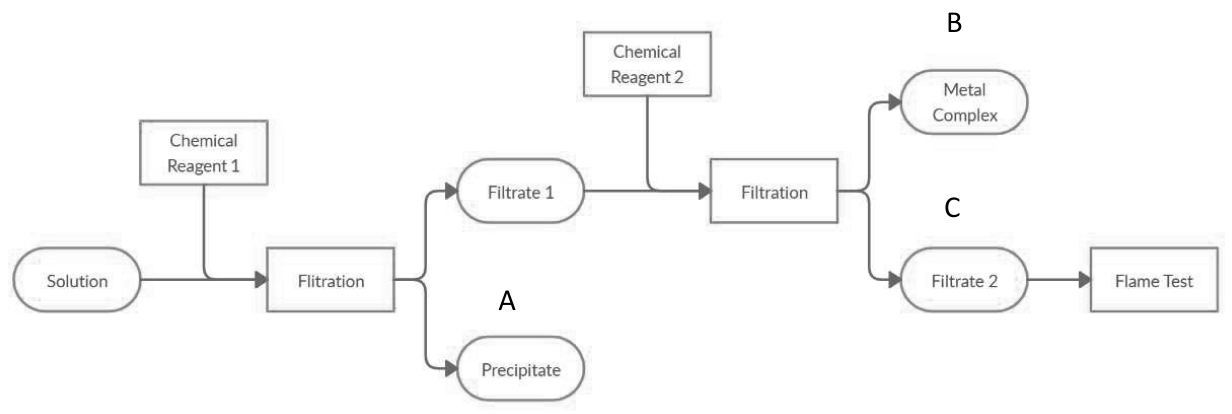 B
Chemical
Reagent 2
Metal
Complex
Chemical
Reagent 1
Filtrate 1
Filtration
C
Solution
Flitration
Filtrate 2
Flame Test
A
Precipitate